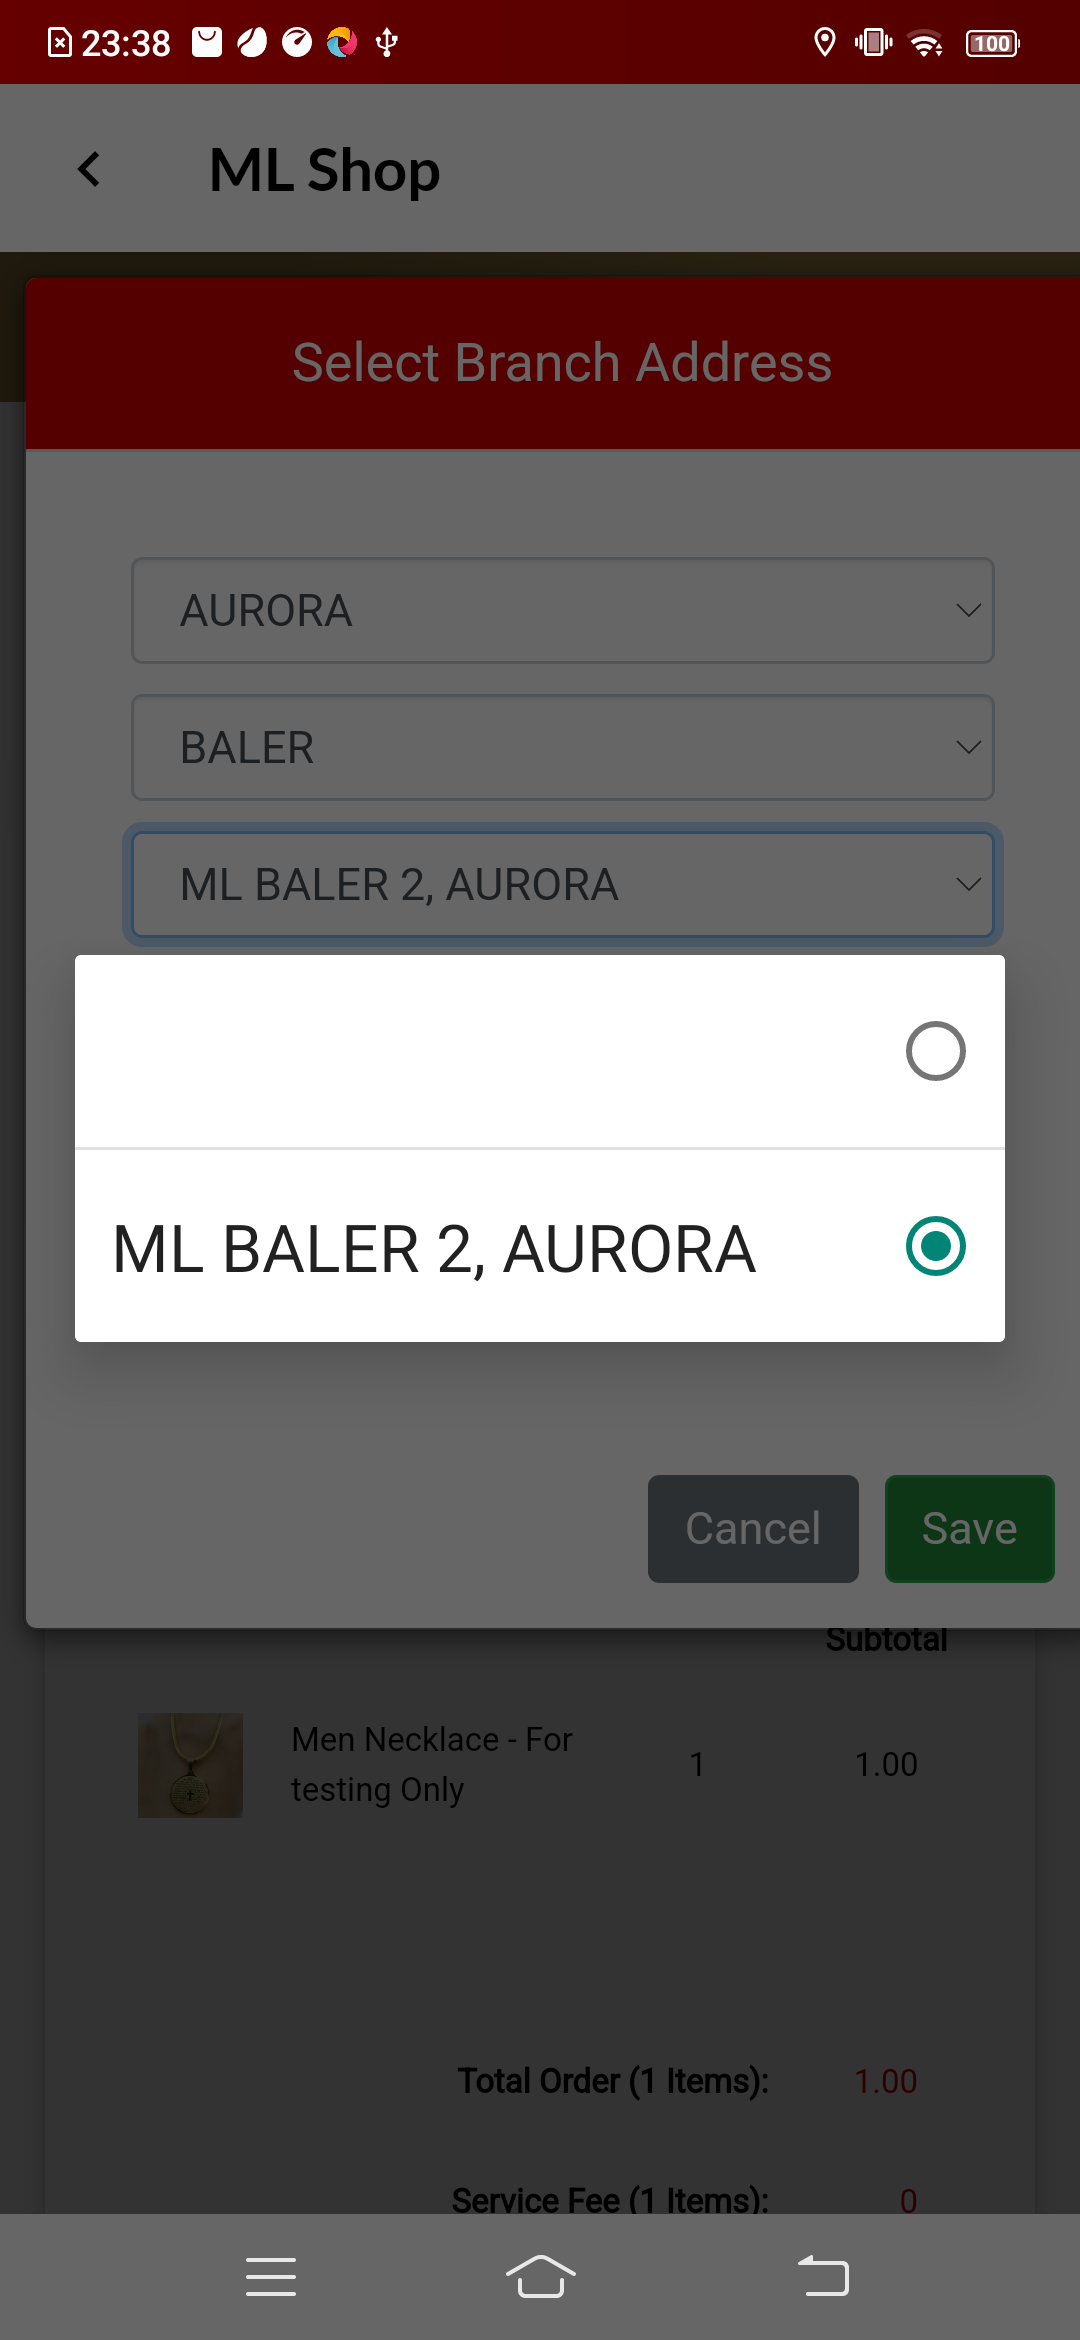 23:38
100
ML Shop
Select Branch Address
AURORA
BALER
ML BALER 2, AURORA
ML BALER 2, AURORA
Cancel
Save
Subtotal
Men Necklace - For
testing Only
1
1.00
Total Order (1 Items):
1.00
Service Fee (1 Items):
0